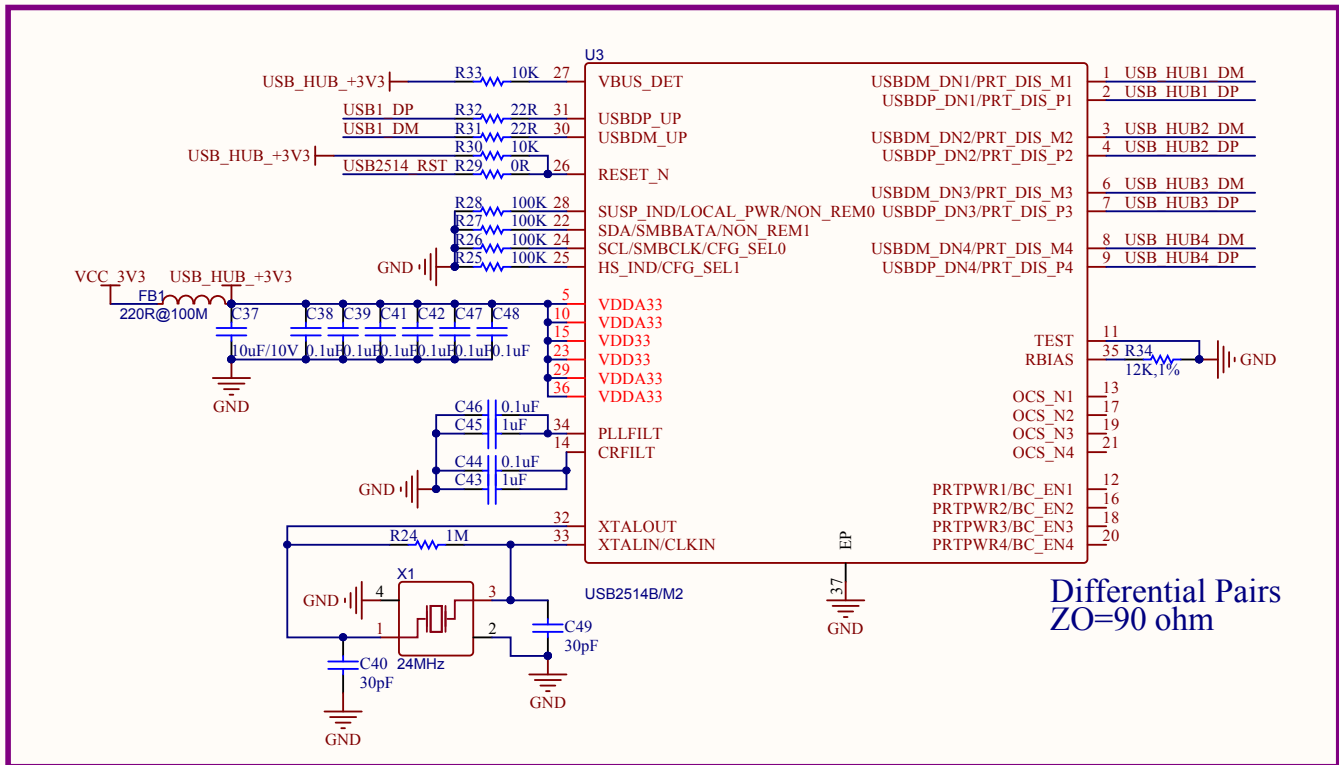 U3
USB_HUB_+3V3
R33 10K 27 VBUS_DET
USB1_DP R32 22R 31 USBDP_UP
USB1_DM R31 22R 30 USBDM_UP
USB_HUB_+3V3 R30 10K
USB2514_RST R29 0R 26 RESET_N
R28 100K 28 SUSP_IND/LOCAL_PWR/NON_REM0
R27 100K 22 SDA/SMBBATA/NON_REM1
R26 100K 24 SCL/SMBCLK/CFG_SEL0
GND R25 100K 25 HS_IND/CFG_SEL1
VCC_3V3 USB_HUB_+3V3
FB1
220R@100M
C37 C38 C39 C41 C42 C47 C48
10uF/10V 0.1uF 0.1uF 0.1uF 0.1uF 0.1uF 0.1uF
GND
5 VDDA33
10 VDDA33
15 VDD33
23 VDD33
29 VDDA33
36 VDDA33
C46 0.1uF
C45 1uF 34 PLLFILT
14 CRFILT
C44 0.1uF
GND C43 1uF
32 XTALOUT
R24 1M 33 XTALIN/CLKIN
X1
GND 4 3
1 2
24MHz
C49
30pF
GND
C40
30pF
GND
USBDM_DN1/PRT_DIS_M1 1 USB_HUB1_DM
USBDP_DN1/PRT_DIS_P1 2 USB_HUB1_DP
USBDM_DN2/PRT_DIS_M2 3 USB_HUB2_DM
USBDP_DN2/PRT_DIS_P2 4 USB_HUB2_DP
USBDM_DN3/PRT_DIS_M3 6 USB_HUB3_DM
USBDP_DN3/PRT_DIS_P3 7 USB_HUB3_DP
USBDM_DN4/PRT_DIS_M4 8 USB_HUB4_DM
USBDP_DN4/PRT_DIS_P4 9 USB_HUB4_DP
TEST 11
RBIAS 35 R34 GND
12K,1%
OCS_N1 13
OCS_N2 17
OCS_N3 19
OCS_N4 21
PRTPWR1/BC_EN1 12
PRTPWR2/BC_EN2 16
PRTPWR3/BC_EN3 18
PRTPWR4/BC_EN4 20
EP
37
GND
USB2514B/M2
Differential Pairs
ZO=90 ohm